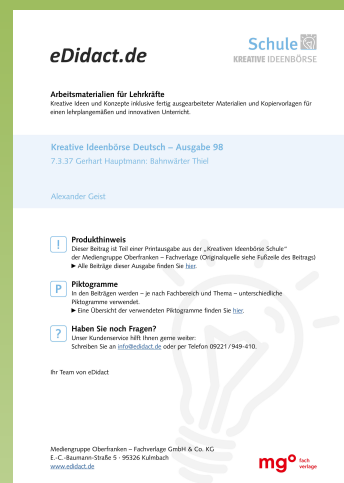 eDidact.de
Schule
KREATIVE IDEENBÖRSE
Arbeitsmaterialien für Lehrkräfte
Kreative Ideen und Konzepte inklusive fertig ausgearbeiteter Materialien und Kopiervorlagen für
einen lehrplangemäßen und innovativen Unterricht.
Kreative Ideenbörse Deutsch – Ausgabe 98
7.3.37 Gerhart Hauptmann: Bahnwärter Thiel
Alexander Geist
!
Produkthinweis
Dieser Beitrag ist Teil einer Printausgabe aus der „Kreativen Ideenbörse Schule“
der Mediengruppe Oberfranken – Fachverlage (Originalquelle siehe Fußzeile des Beitrags)
▶ Alle Beiträge dieser Ausgabe finden Sie hier.
P
Piktogramme
In den Beiträgen werden – je nach Fachbereich und Thema – unterschiedliche
Piktogramme verwendet.
▶ Eine Übersicht der verwendeten Piktogramme finden Sie hier.
?
Haben Sie noch Fragen?
Unser Kundenservice hilft Ihnen gerne weiter:
Schreiben Sie an info@edidact.de oder per Telefon 09221 / 949-410.
Ihr Team von eDidact
Mediengruppe Oberfranken – Fachverlage GmbH & Co. KG
E.-C.-Baumann-Straße 5 · 95326 Kulmbach
www.edidact.de
mgo fach
verlage